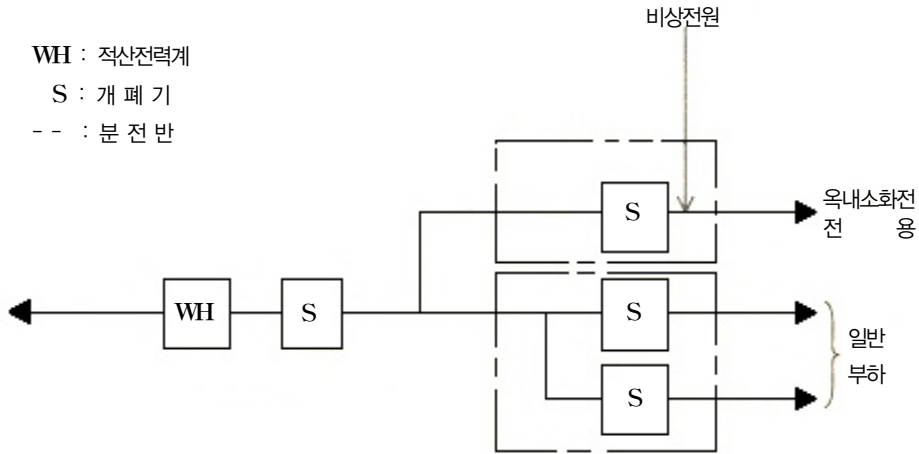 비상전원
WH : 적산전력계
S : 개 폐 기
-- : 분 전 반
S
옥내소화전
전 용
WH
S
S
일반
부하
S